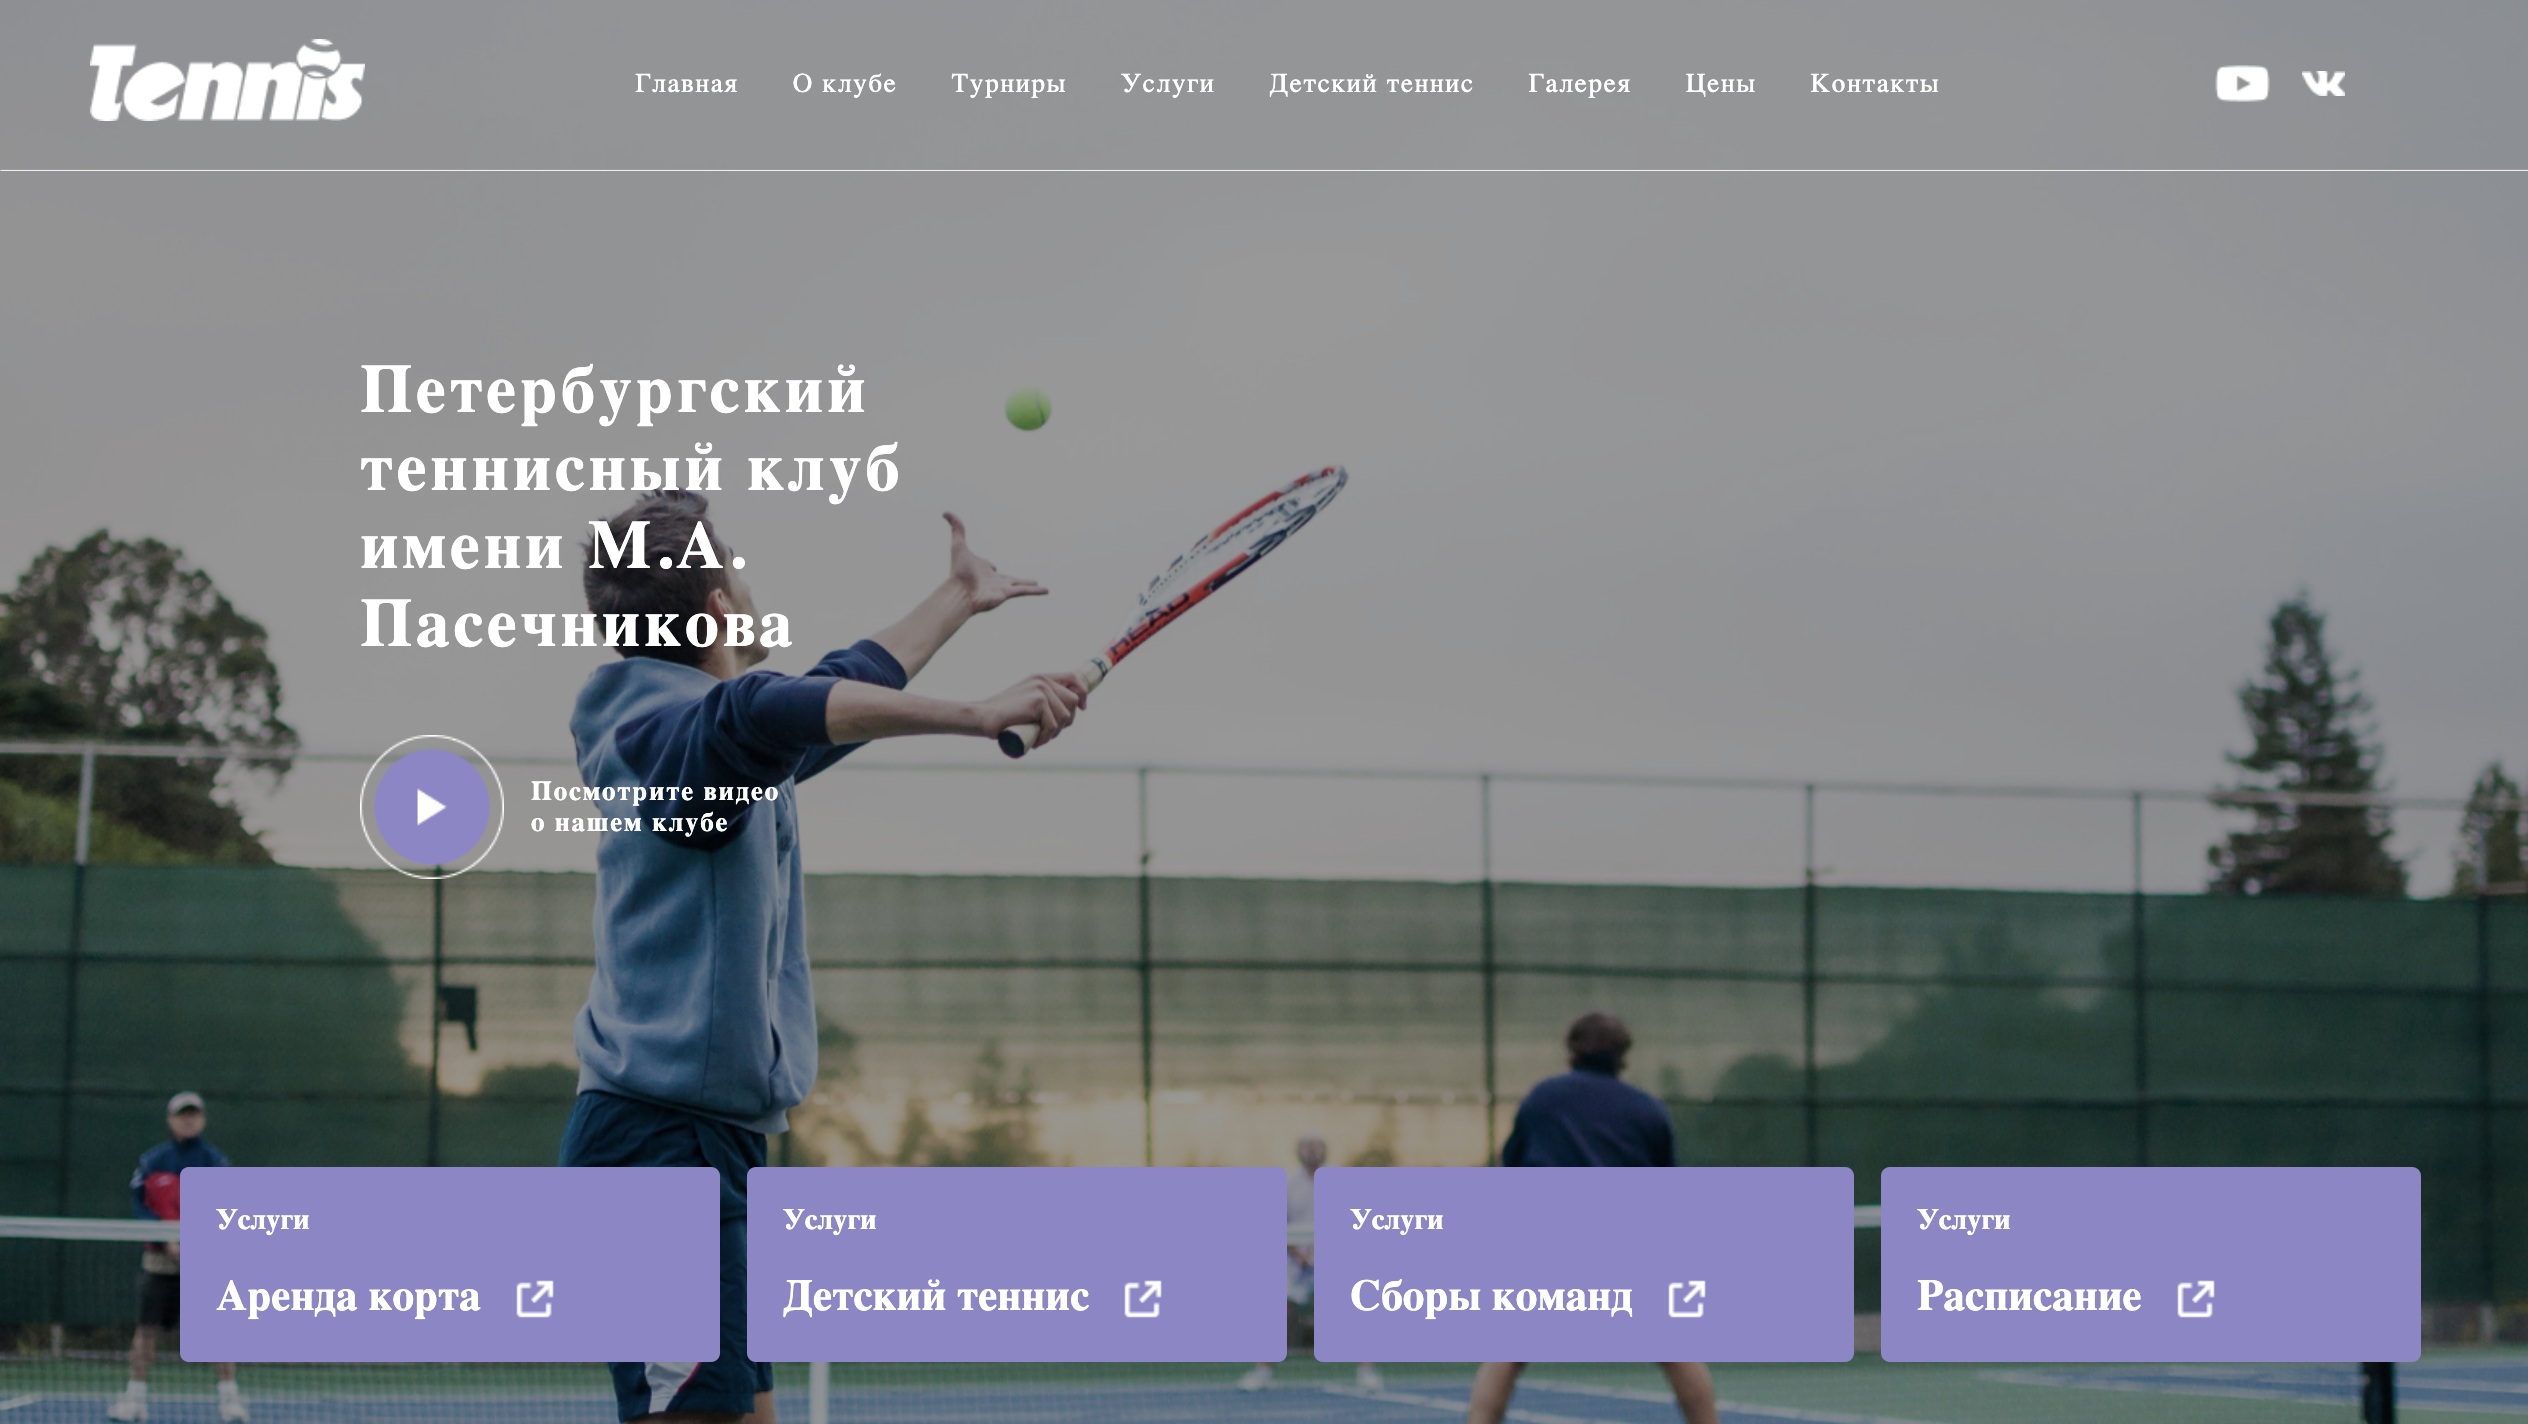 Tennis
Главная О клубе Турниры Услуги Детский теннис Галерея Цены Контакты
Петербургский
теннисный клуб
имени М.А.
Пасечникова
HEAD
Посмотрите видео
о нашем клубе
Услуги
Аренда корта
Услуги
Детский теннис
Услуги
Сборы команд
Услуги
Расписание